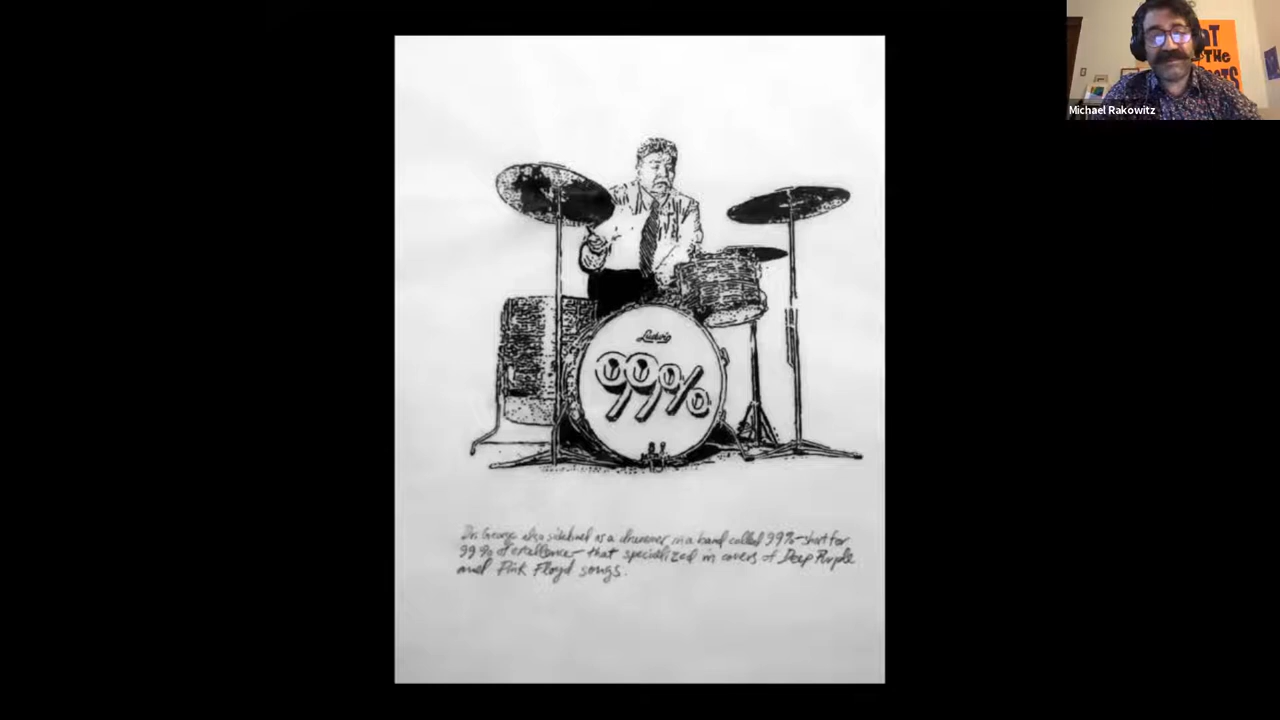 Michael Rakowitz
THE
Ludwig
99%
Dr. George also sidelined as a drummer in a band called 99% – short for
99% of excellence – that specialized in covers of Deep Purple
and Pink Floyd songs.